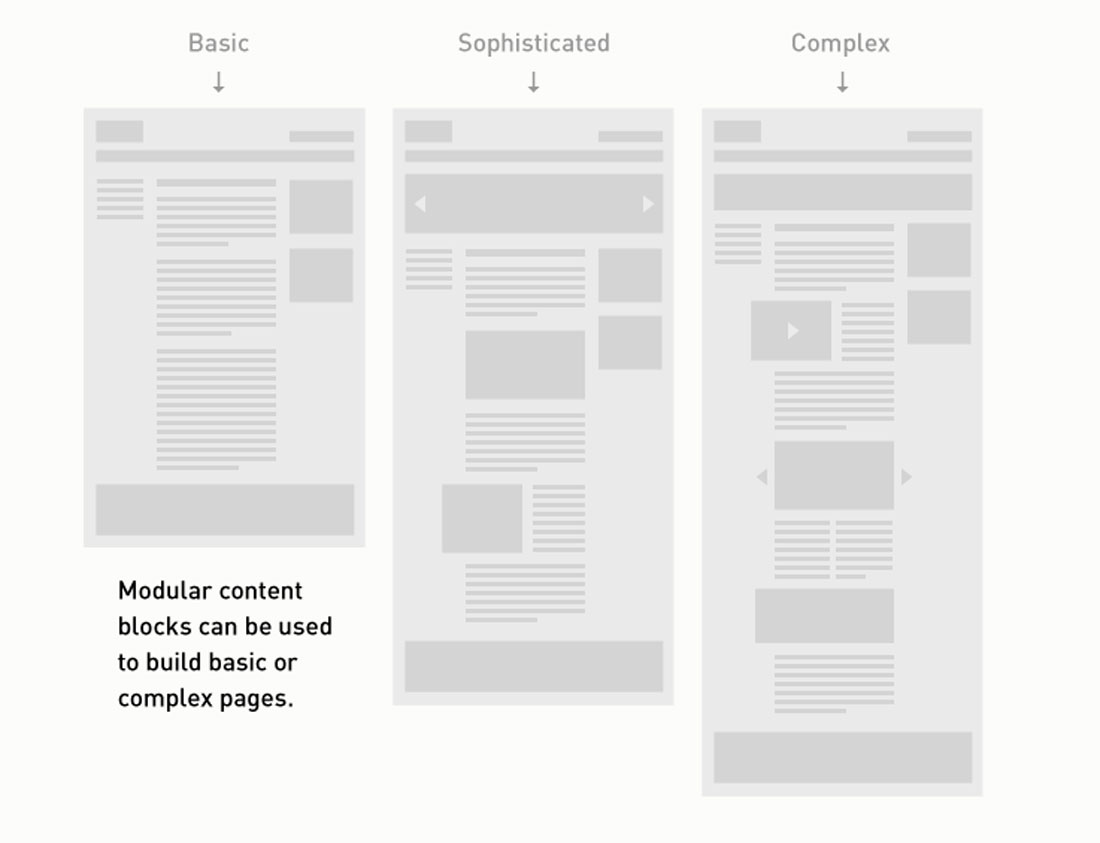 Basic
Sophisticated
Complex
Modular content
blocks can be used
to build basic or
complex pages.